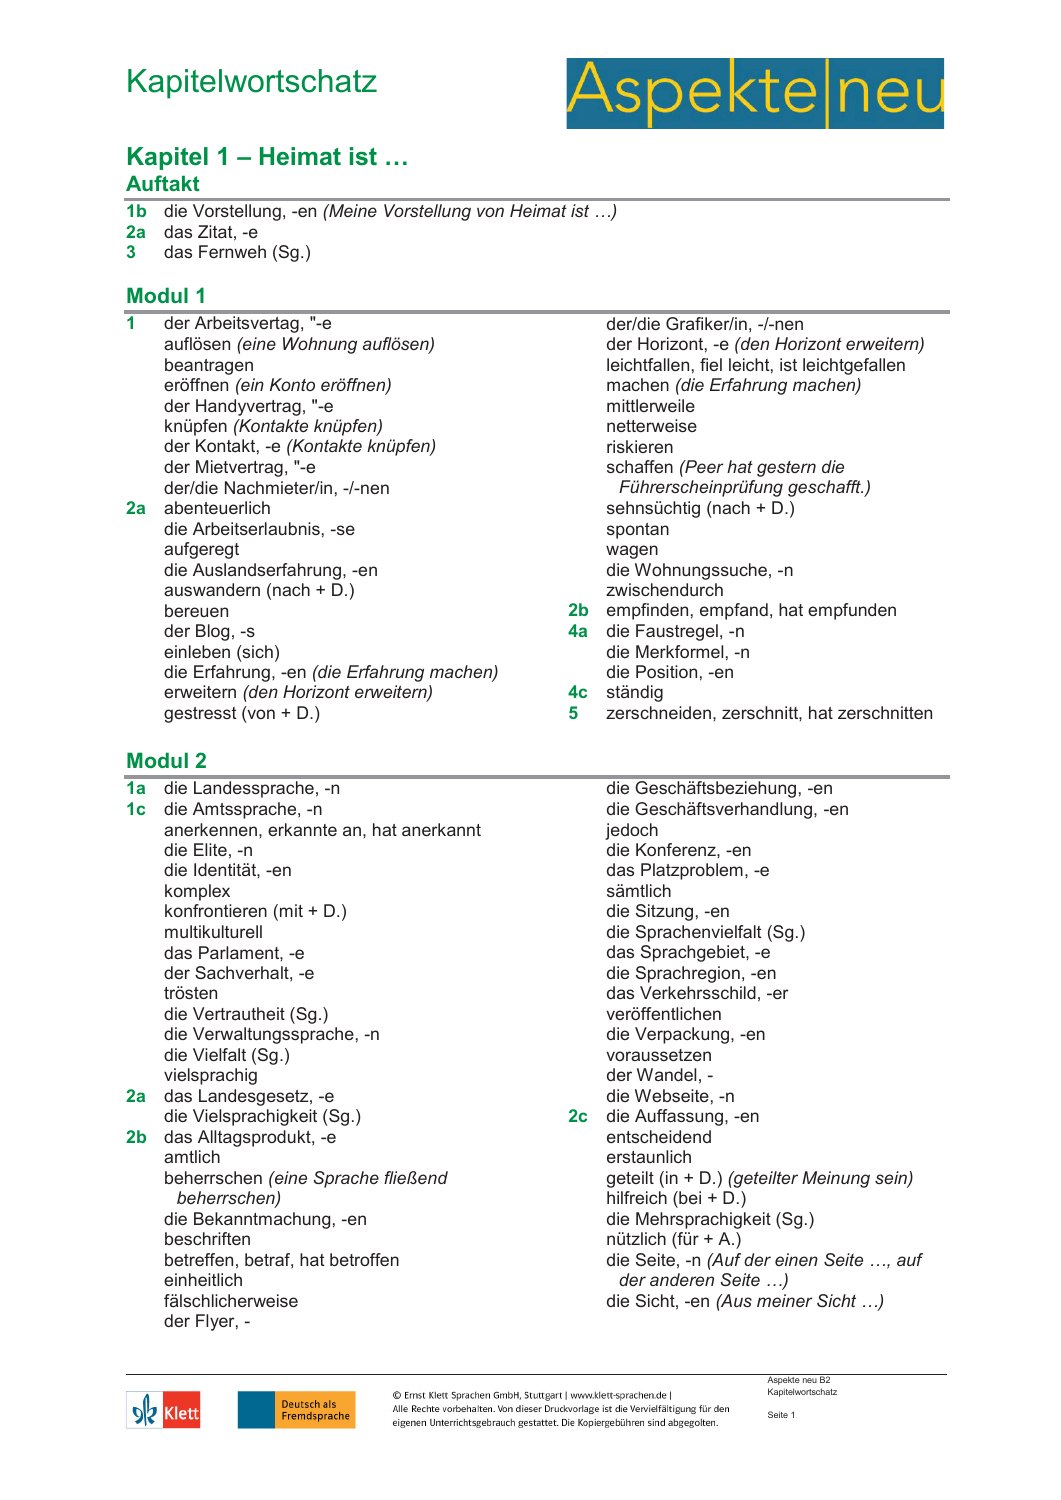 Kapitelwortschatz
Aspekte|neu
Kapitel 1 – Heimat ist …
Auftakt
1b die Vorstellung, -en (Meine Vorstellung von Heimat ist …)
2a das Zitat, -e
3 das Fernweh (Sg.)
Modul 1
1 der Arbeitsvertag, "-e
auflösen (eine Wohnung auflösen)
beantragen
eröffnen (ein Konto eröffnen)
der Handyvertrag, "-e
knüpfen (Kontakte knüpfen)
der Kontakt, -e (Kontakte knüpfen)
der Mietvertrag, "-e
der/die Nachmieter/in, -/-nen
2a abenteuerlich
die Arbeitserlaubnis, -se
aufgeregt
die Auslandserfahrung, -en
auswandern (nach + D.)
bereuen
der Blog, -s
einleben (sich)
die Erfahrung, -en (die Erfahrung machen)
erweitern (den Horizont erweitern)
gestresst (von + D.)
der/die Grafiker/in, -/-nen
der Horizont, -e (den Horizont erweitern)
leichtfallen, fiel leicht, ist leichtgefallen
machen (die Erfahrung machen)
mittlerweile
netterweise
riskieren
schaffen (Peer hat gestern die
Führerscheinprüfung geschafft.)
sehnsüchtig (nach + D.)
spontan
wagen
die Wohnungssuche, -n
zwischendurch
2b empfinden, empfand, hat empfunden
4a die Faustregel, -n
die Merkformel, -n
die Position, -en
4c ständig
5 zerschneiden, zerschnitt, hat zerschnitten
Modul 2
1a die Landessprache, -n
1c die Amtssprache, -n
anerkennen, erkannte an, hat anerkannt
die Elite, -n
die Identität, -en
komplex
konfrontieren (mit + D.)
multikulturell
das Parlament, -e
der Sachverhalt, -e
trösten
die Vertrautheit (Sg.)
die Verwaltungssprache, -n
die Vielfalt (Sg.)
vielsprachig
2a das Landesgesetz, -e
die Vielsprachigkeit (Sg.)
2b das Alltagsprodukt, -e
amtlich
beherrschen (eine Sprache fließend
beherrschen)
die Bekanntmachung, -en
beschriften
betreffen, betraf, hat betroffen
einheitlich
fälschlicherweise
der Flyer, -
die Geschäftsbeziehung, -en
die Geschäftsverhandlung, -en
jedoch
die Konferenz, -en
das Platzproblem, -e
sämtlich
die Sitzung, -en
die Sprachenvielfalt (Sg.)
das Sprachgebiet, -e
die Sprachregion, -en
das Verkehrsschild, -er
veröffentlichen
die Verpackung, -en
voraussetzen
der Wandel, -
die Webseite, -n
2c die Auffassung, -en
entscheidend
erstaunlich
geteilt (in + D.) (geteilter Meinung sein)
hilfreich (bei + D.)
die Mehrsprachigkeit (Sg.)
nützlich (für + A.)
die Seite, -n (Auf der einen Seite …, auf
der anderen Seite …)
die Sicht, -en (Aus meiner Sicht …)
Klett
Deutsch als
Fremdsprache
© Ernst Klett Sprachen GmbH, Stuttgart | www.klett-sprachen.de |
Alle Rechte vorbehalten. Von dieser Druckvorlage ist die Vervielfältigung für den
eigenen Unterrichtsgebrauch gestattet. Die Kopiergebühren sind abgegolten.
Aspekte neu B2
Kapitelwortschatz
Seite 1